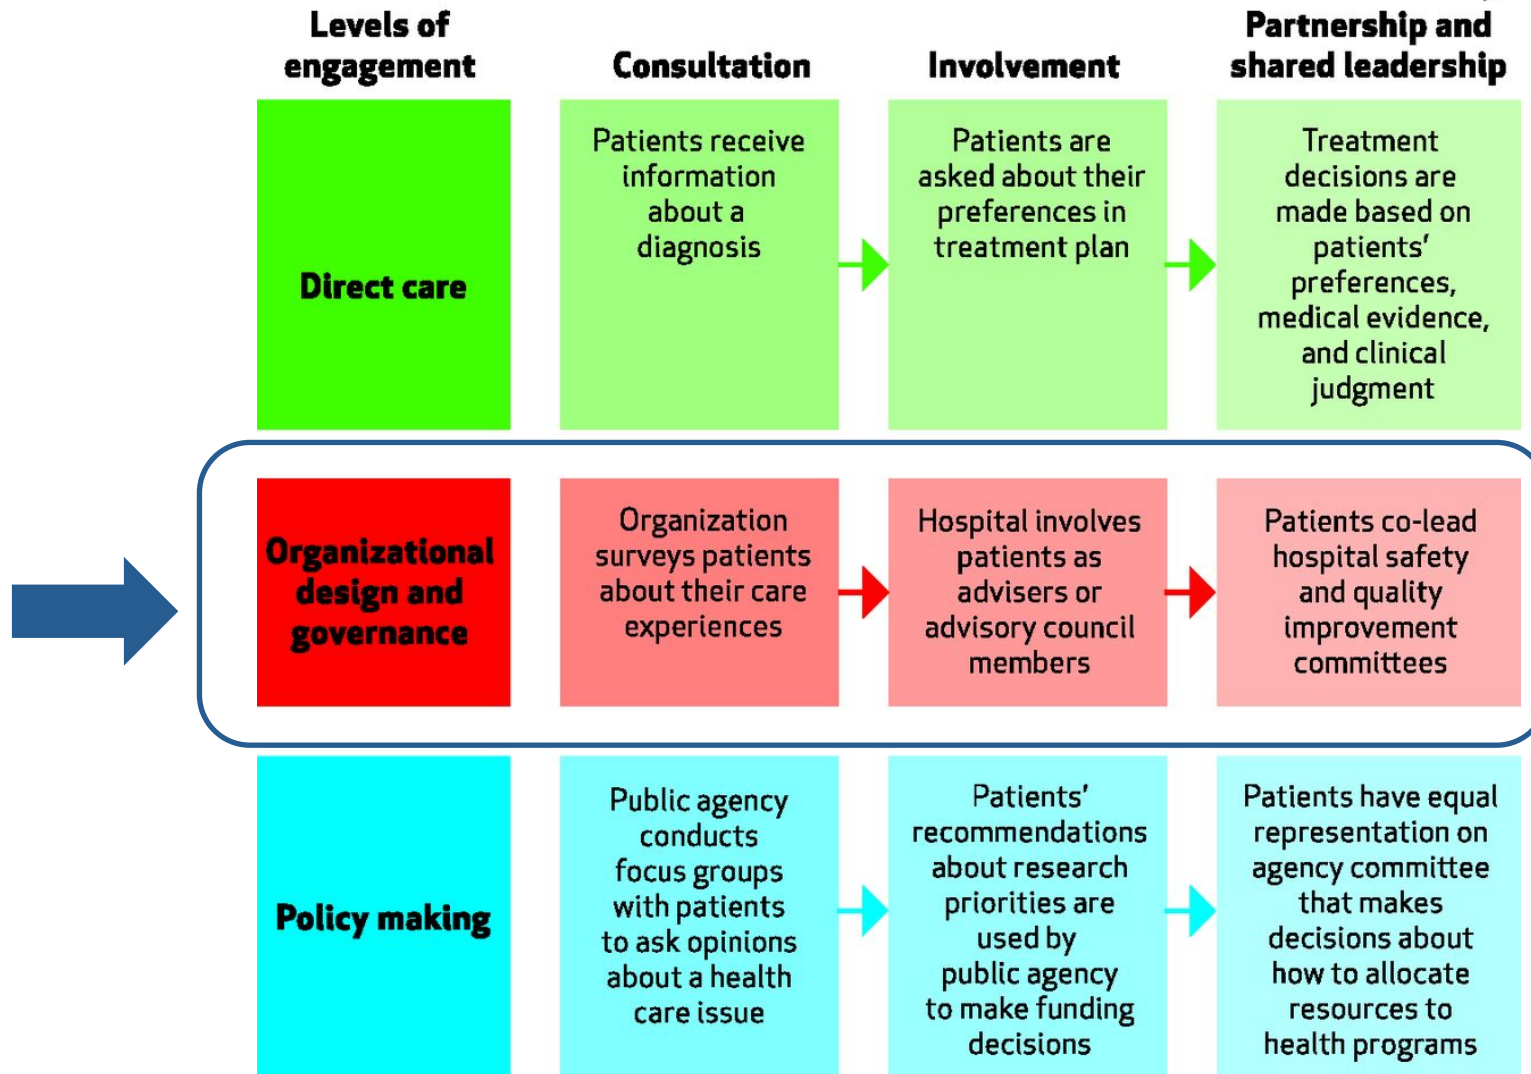 Levels of
engagement
Consultation
Involvement
Partnership and
shared leadership
Direct care
Patients receive
information
about a
diagnosis
Patients are
asked about their
preferences in
treatment plan
Treatment
decisions are
made based on
patients’
preferences,
medical evidence,
and clinical
judgment
Organizational
design and
governance
Organization
surveys patients
about their care
experiences
Hospital involves
patients as
advisers or
advisory council
members
Patients co-lead
hospital safety
and quality
improvement
committees
Policy making
Public agency
conducts
focus groups
with patients
to ask opinions
about a health
care issue
Patients’
recommendations
about research
priorities are
used by
public agency
to make funding
decisions
Patients have equal
representation on
agency committee
that makes
decisions about
how to allocate
resources to
health programs